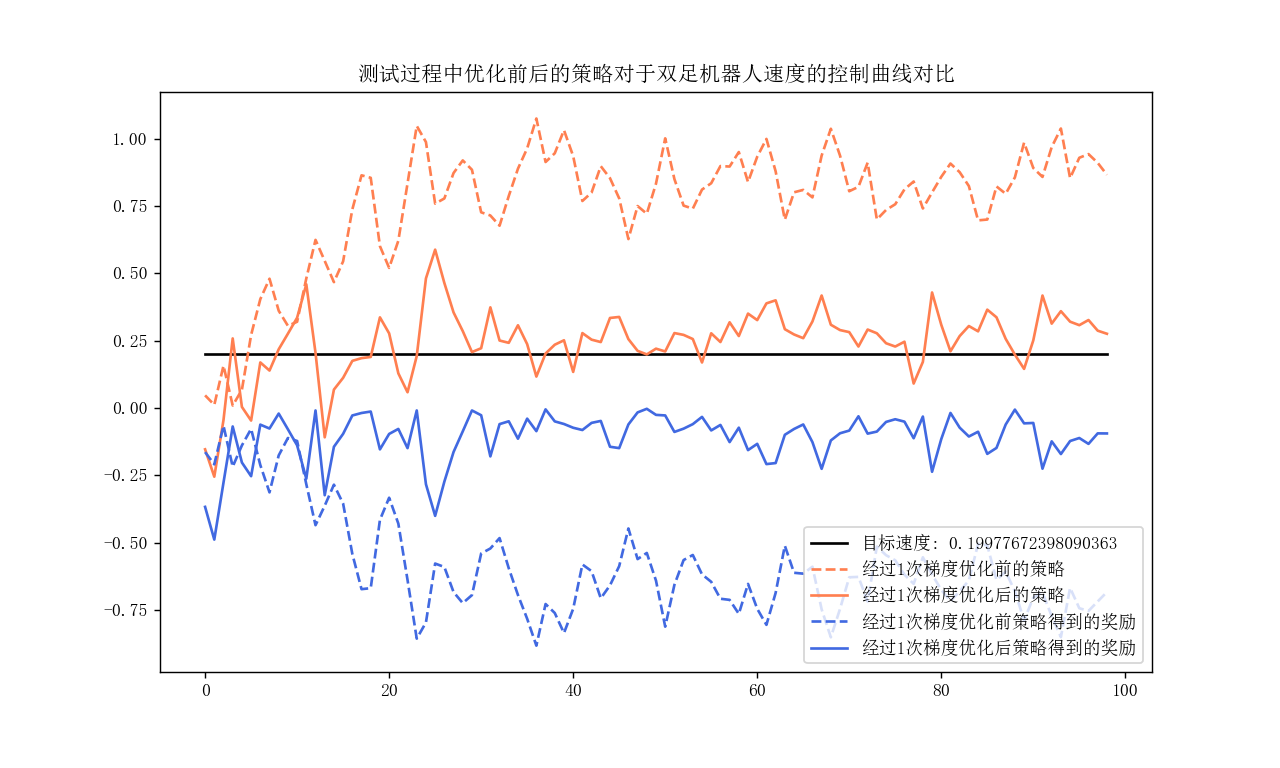 测试过程中优化前后的策略对于双足机器人速度的控制曲线对比
1.00
0.75
0.50
0.25
0.00
−0.25
−0.50
−0.75
目标速度: 0.19977672398090363
经过1次梯度优化前的策略
经过1次梯度优化后的策略
经过1次梯度优化前策略得到的奖励
经过1次梯度优化后策略得到的奖励
0 20 40 60 80 100